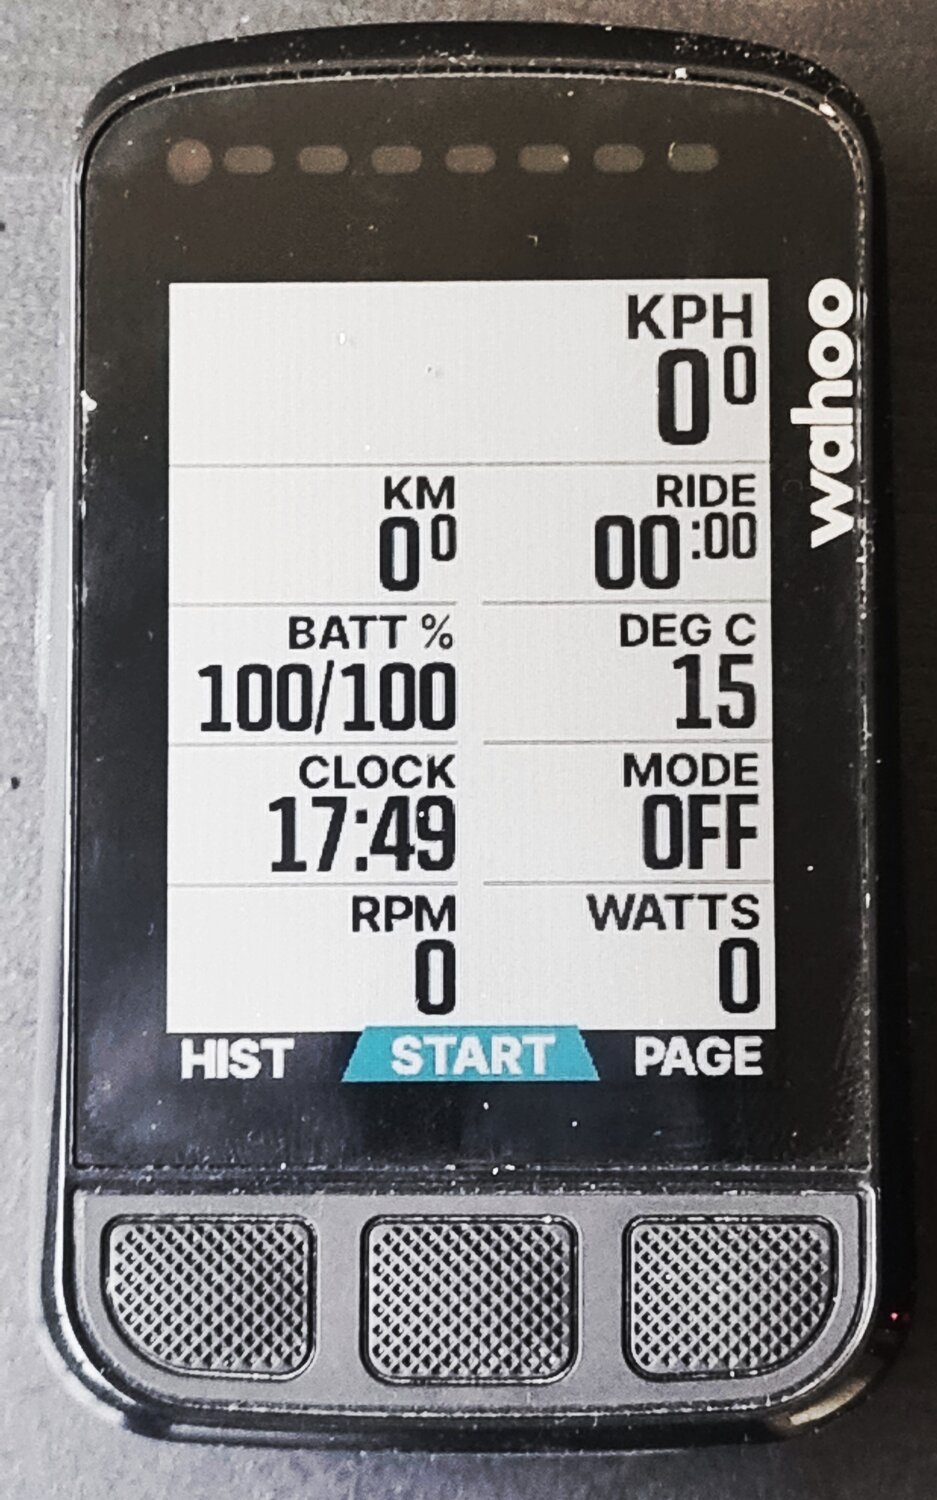 KPH
0⁰
KM RIDE
0⁰ 00:00
BATT % DEG C
100/100 15
CLOCK MODE
17:49 OFF
RPM WATTS
0 0
HIST START PAGE
wahoo